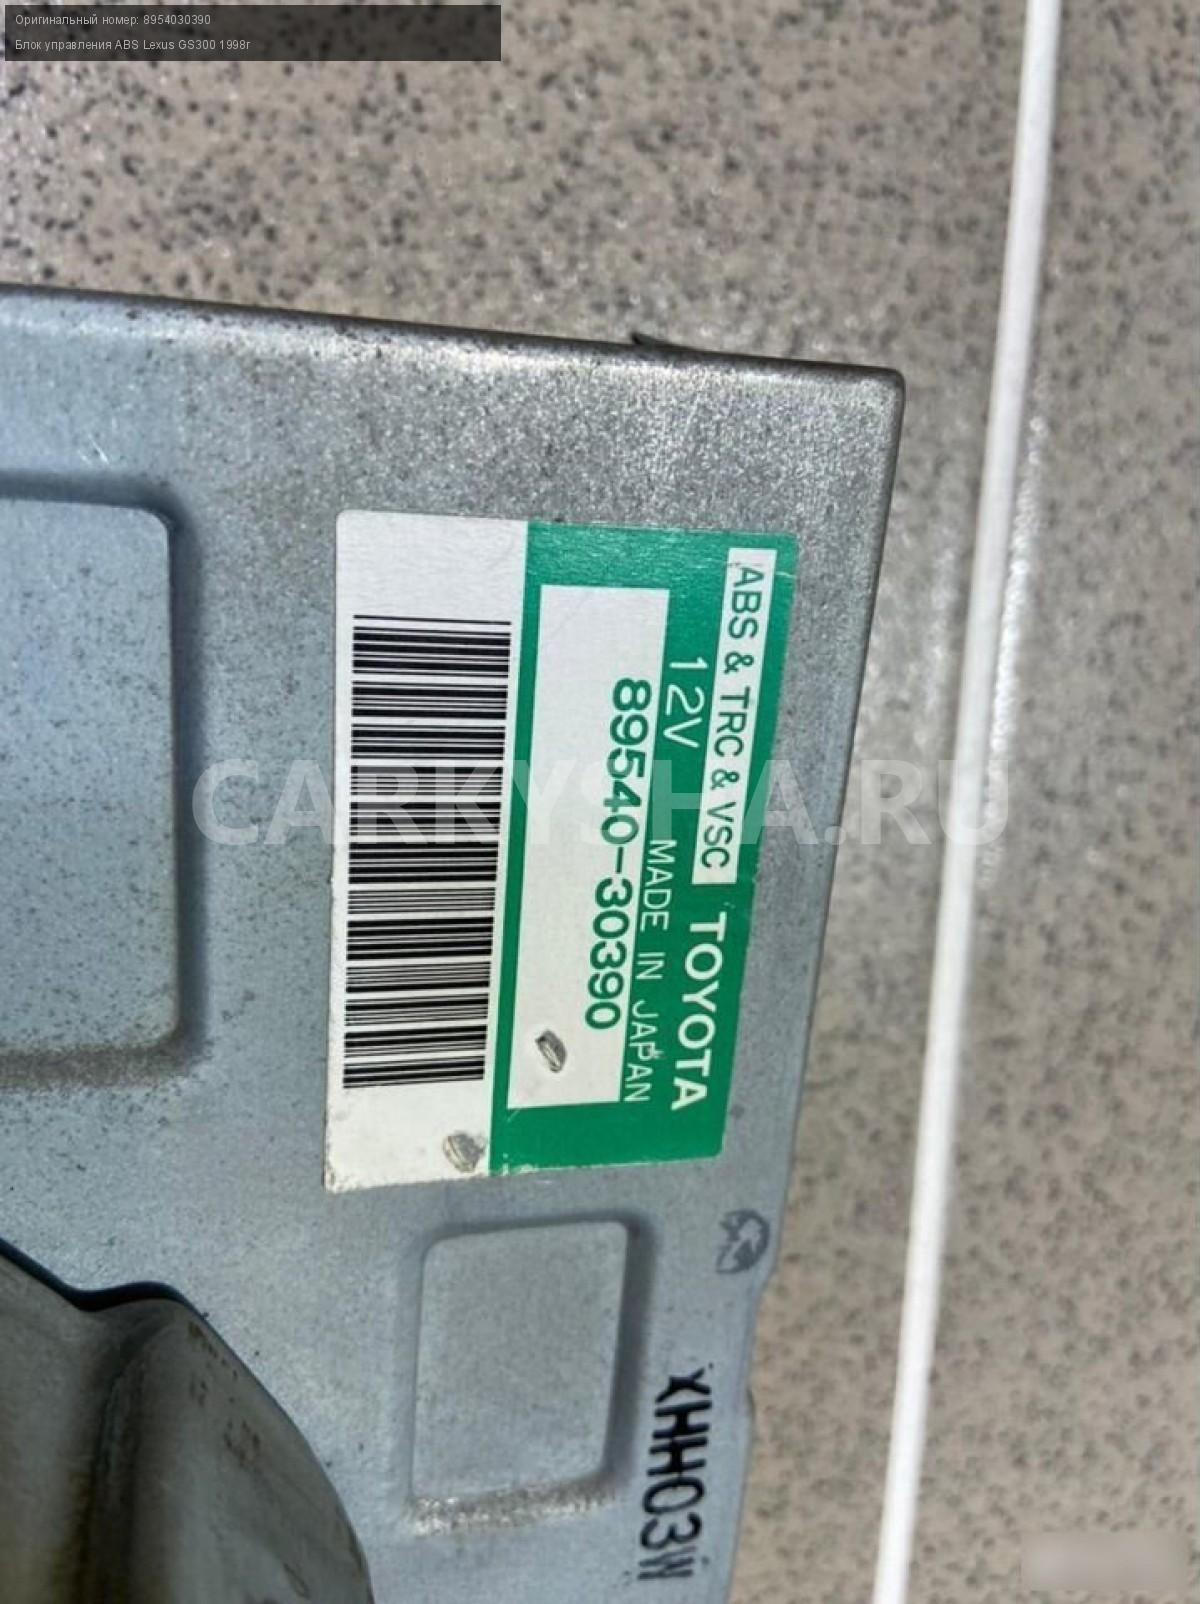 Оригинальный номер: 8954030390
Блок управления ABS Lexus GS300 1998г
ABS & TRC & VSC TOYOTA
12V MADE IN JAPAN
89540-30390
CARKYSHA.RU
XHH03W